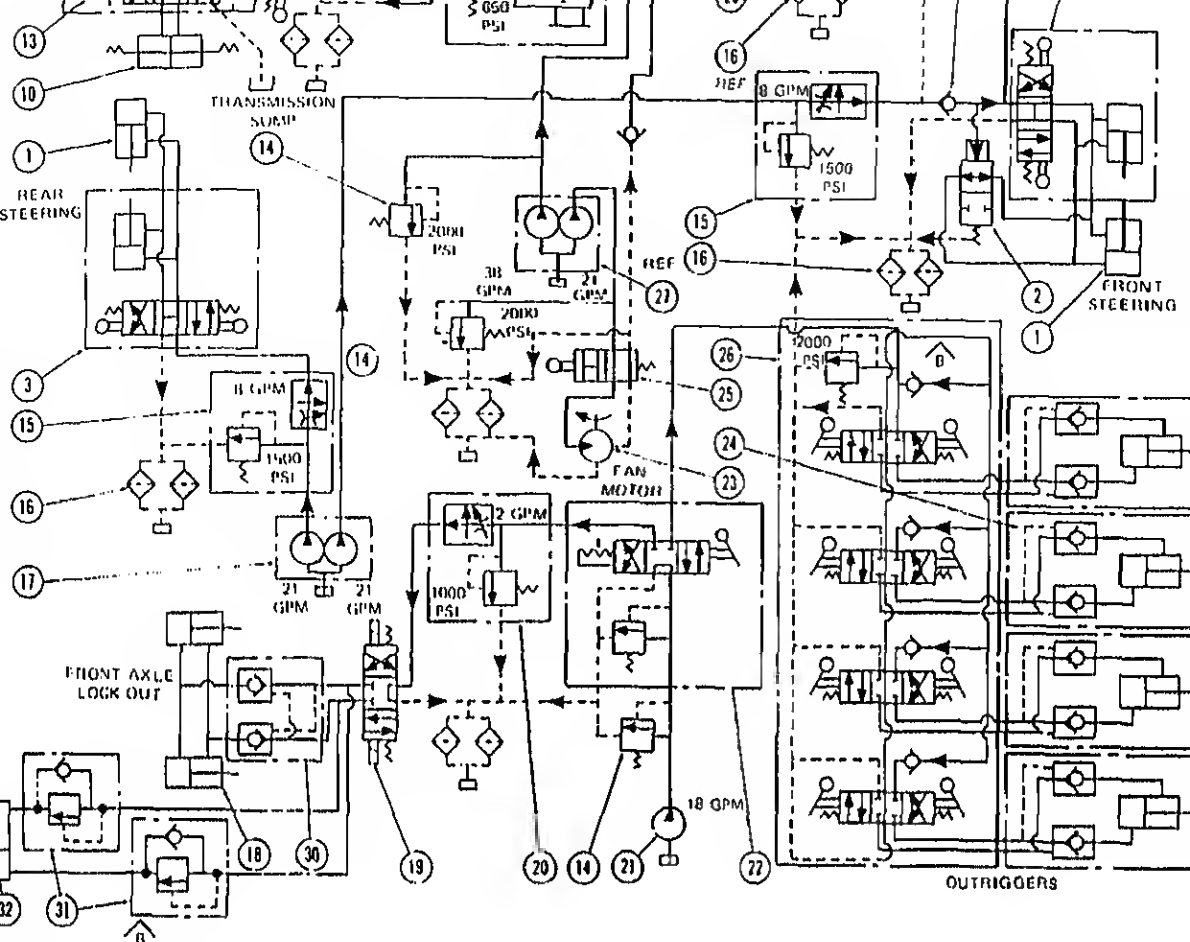 13
10
TRANSMISSION
SUMP
650
PSI
16
REF
8 GPM
1
14
REAR
STEERING
2000
PSI
1500
PSI
15
16
REF
38
GPM
21
GPM
27
2
1
FRONT
STEERING
2000
PSI
14
26
2000
PSI
B
3
8 GPM
25
15
1500
PSI
24
FAN
MOTOR
23
16
2 GPM
17
21
GPM
21
GPM
1000
PSI
FRONT AXLE
LOCK OUT
18 GPM
18
30
19
20
14
21
22
OUTRIGGERS
32
31
B